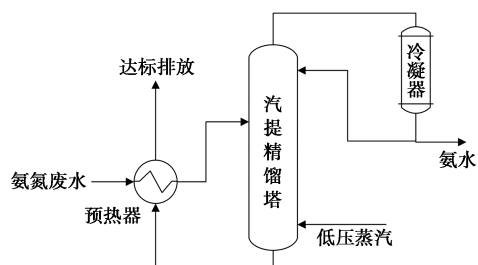 达标排放
冷凝器
汽提精馏塔
氨水
氨氮废水
预热器
低压蒸汽